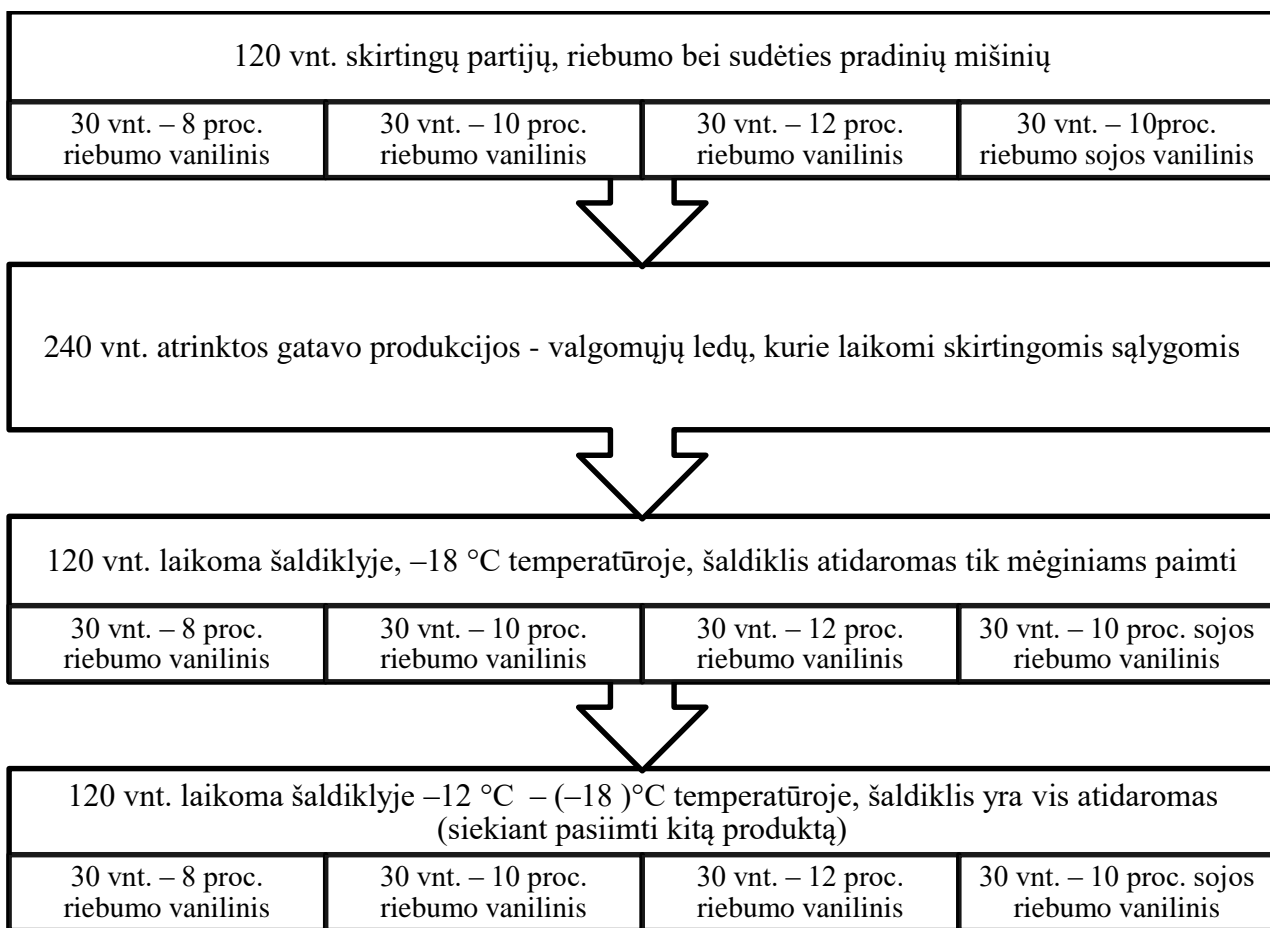 120 vnt. skirtingų partijų, riebumo bei sudėties pradinių mišinių
30 vnt. – 8 proc.
riebumo vanilinis
30 vnt. – 10 proc.
riebumo vanilinis
30 vnt. – 12 proc.
riebumo vanilinis
30 vnt. – 10proc.
riebumo sojos vanilinis
240 vnt. atrinktos gatavo produkcijos - valgomųjų ledų, kurie laikomi skirtingomis sąlygomis
120 vnt. laikoma šaldiklyje, –18 °C temperatūroje, šaldiklis atidaromas tik mėginiams paimti
30 vnt. – 8 proc.
riebumo vanilinis
30 vnt. – 10 proc.
riebumo vanilinis
30 vnt. – 12 proc.
riebumo vanilinis
30 vnt. – 10 proc. sojos
riebumo vanilinis
120 vnt. laikoma šaldiklyje –12 °C – (–18 )°C temperatūroje, šaldiklis yra vis atidaromas
(siekiant pasiimti kitą produktą)
30 vnt. – 8 proc.
riebumo vanilinis
30 vnt. – 10 proc.
riebumo vanilinis
30 vnt. – 12 proc.
riebumo vanilinis
30 vnt. – 10 proc. sojos
riebumo vanilinis